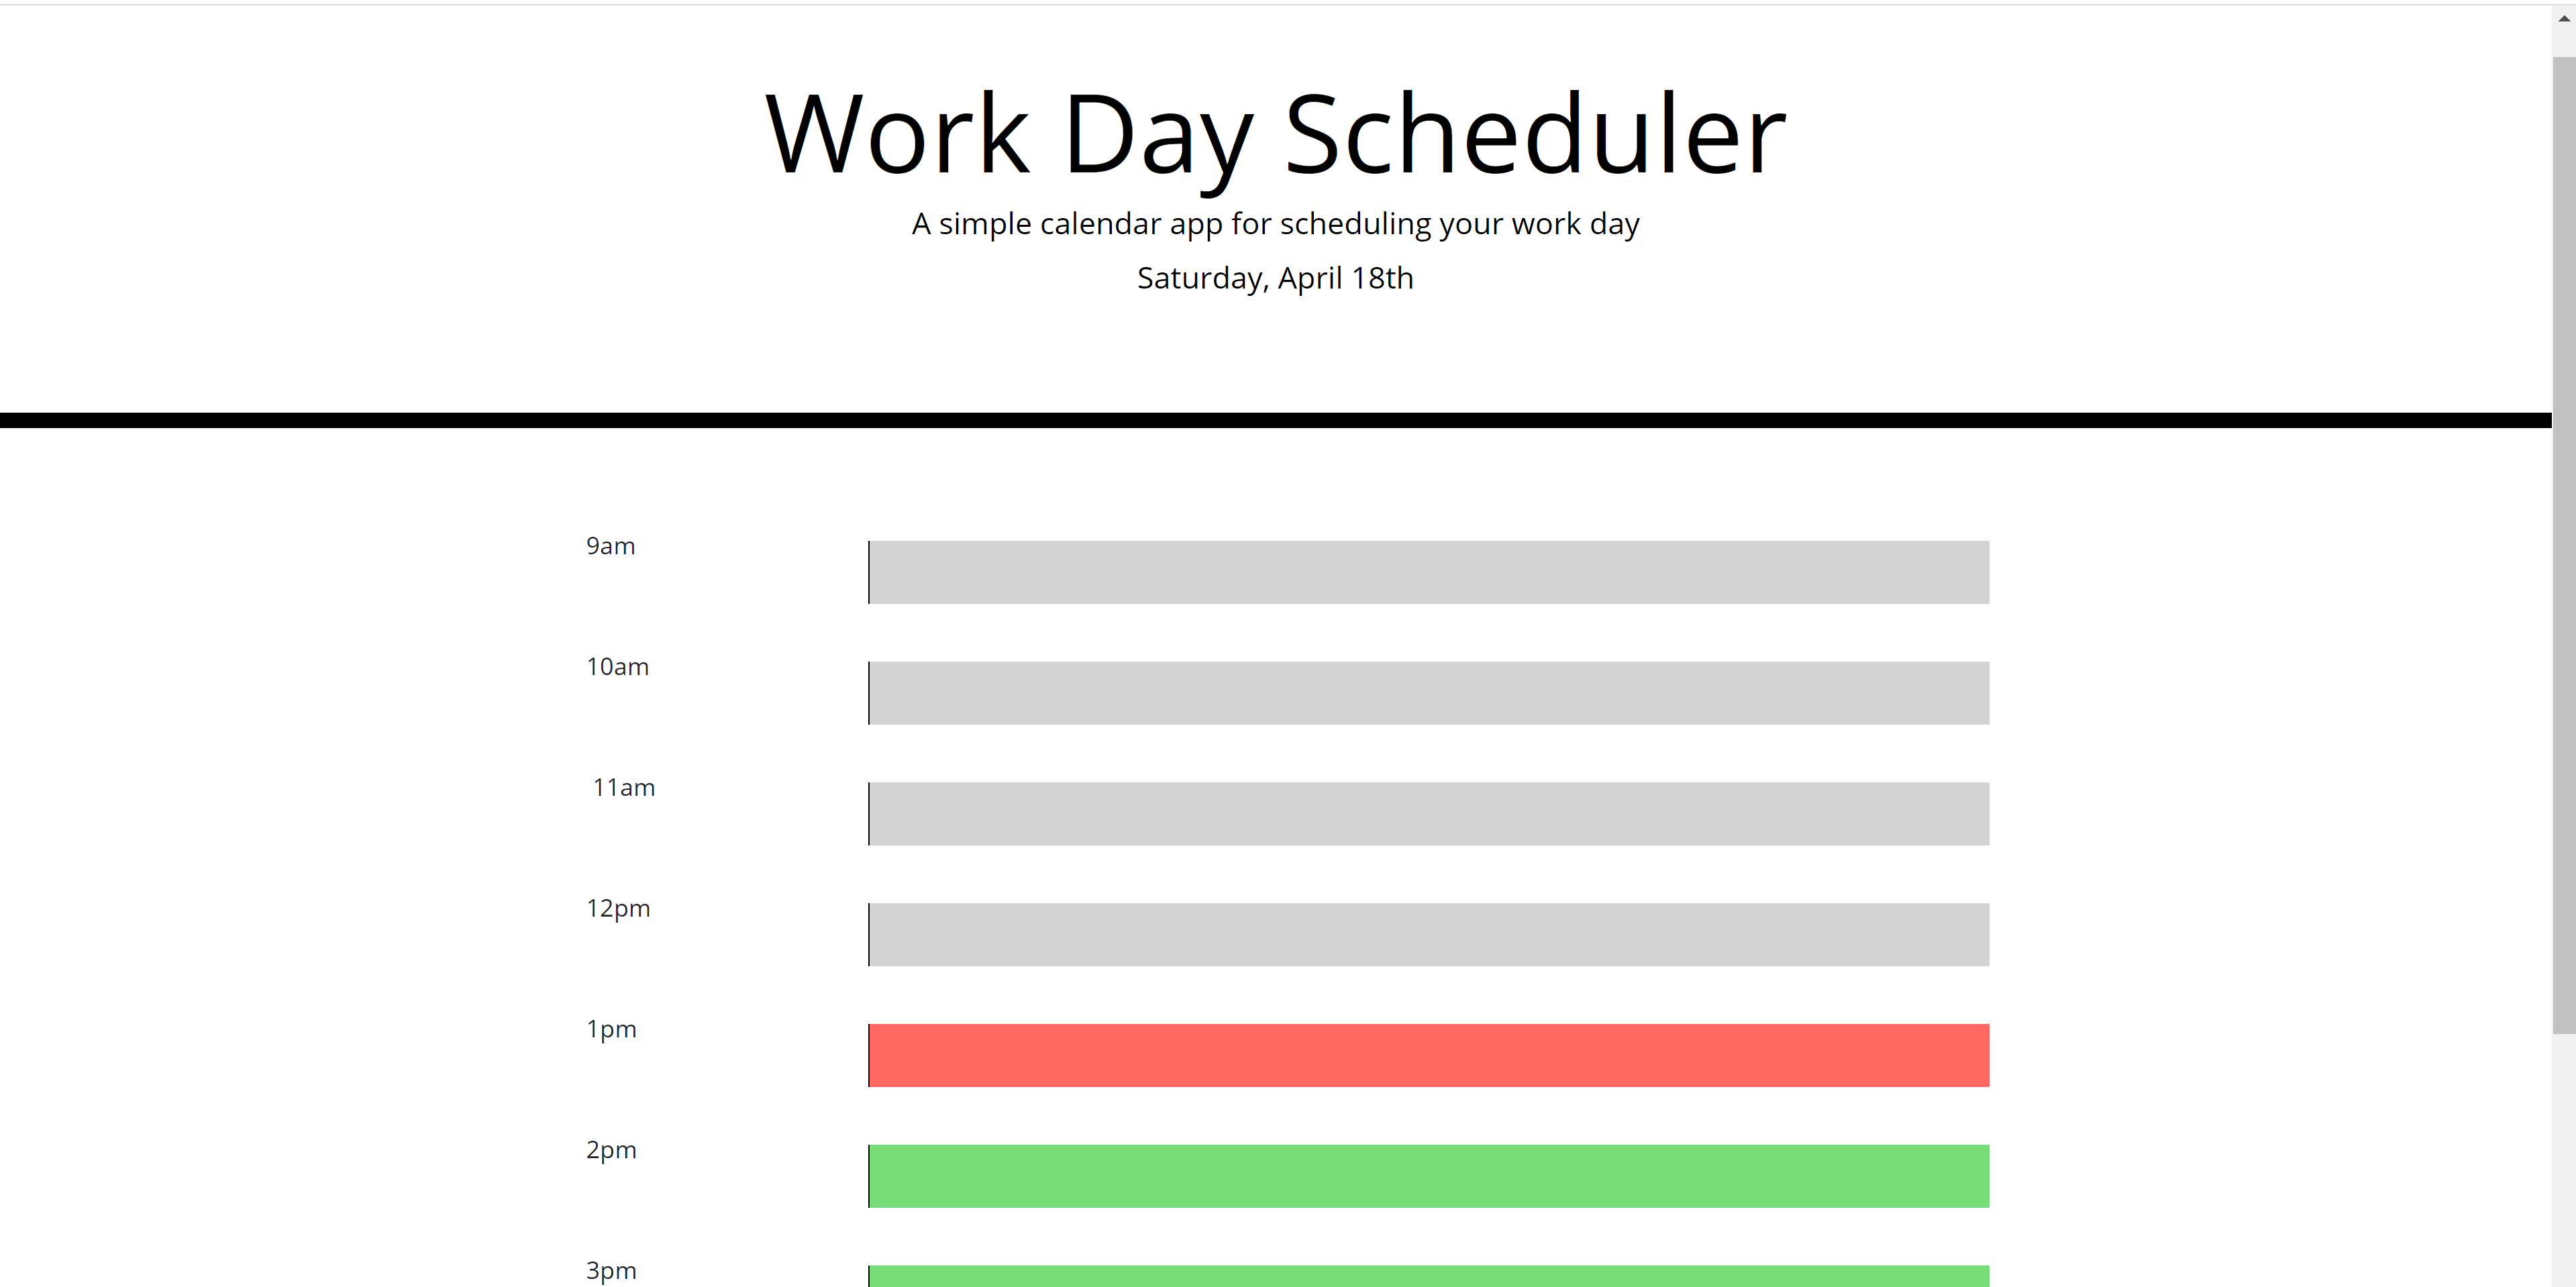 Work Day Scheduler
A simple calendar app for scheduling your work day
Saturday, April 18th
9am
10am
11am
12pm
1pm
2pm
3pm